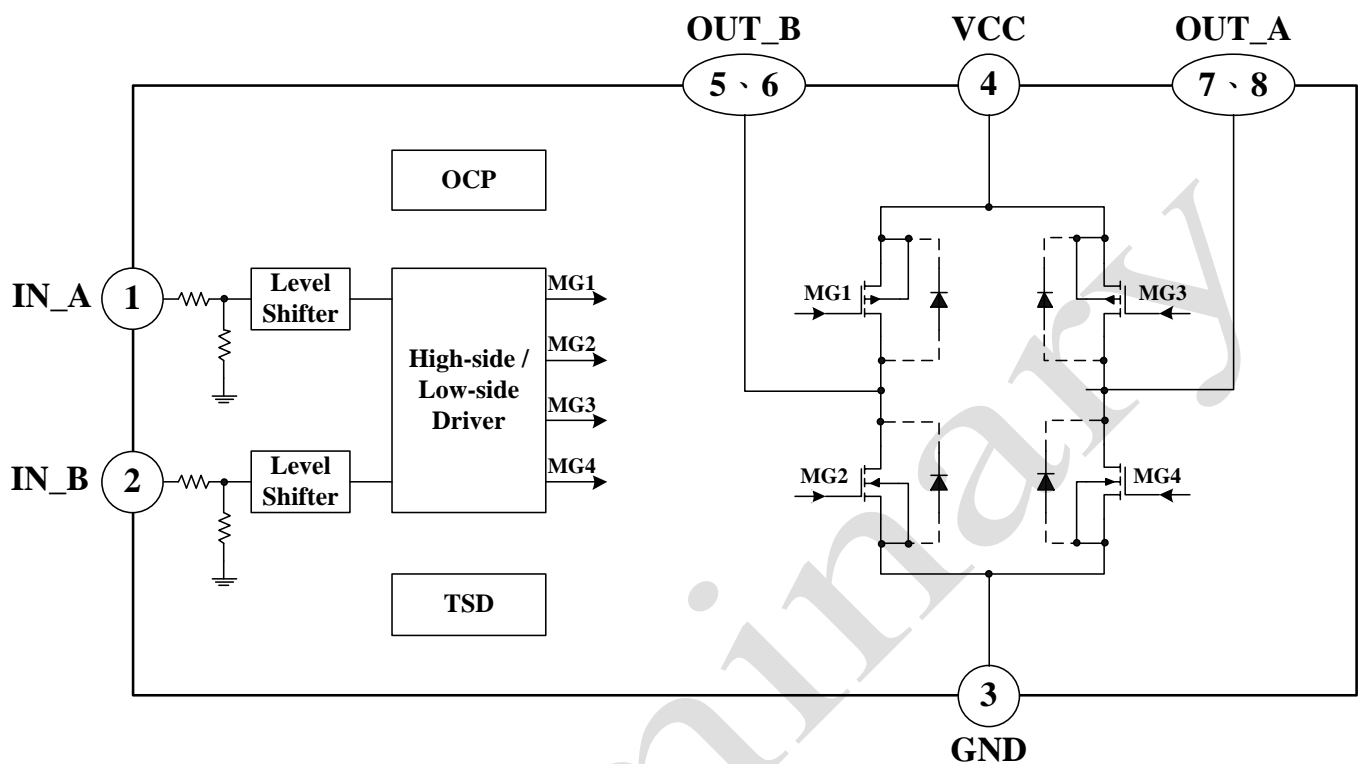 OUT_B
VCC
OUT_A
5、6
4
7、8
OCP
IN_A
1
Level
Shifter
MG1
MG2
MG3
MG4
High-side /
Low-side
Driver
MG1
MG3
IN_B
2
Level
Shifter
MG2
MG4
TSD
3
GND
minary